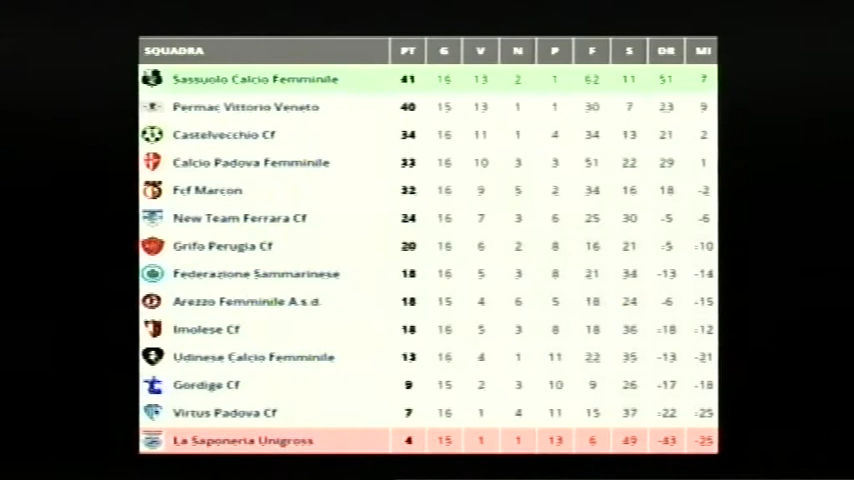 SQUADRA PT G V N P F S DR MI
Sassuolo Calcio Femminile 41 16 13 2 1 62 11 51 7
Permac Vittorio Veneto 40 15 13 1 1 30 7 23 9
Castelvecchio Cf 34 16 11 1 4 34 13 21 2
Calcio Padova Femminile 33 16 10 3 3 51 22 29 1
Fcf Marcon 32 16 9 5 2 34 16 18 -2
New Team Ferrara Cf 24 16 7 3 6 25 30 -5 -6
Grifo Perugia Cf 20 16 6 2 8 16 21 -5 -10
Federazione Sammarinese 18 16 5 3 8 21 34 -13 -14
Arezzo Femminile A.s.d. 18 15 4 6 5 18 24 -6 -15
Imolese Cf 18 16 5 3 8 18 36 -18 -12
Udinese Calcio Femminile 13 16 4 1 11 22 35 -13 -21
Gordige Cf 9 15 2 3 10 9 26 -17 -18
Virtus Padova Cf 7 16 1 4 11 15 37 -22 -25
La Saponeria Unigross 4 15 1 1 13 6 49 -43 -25